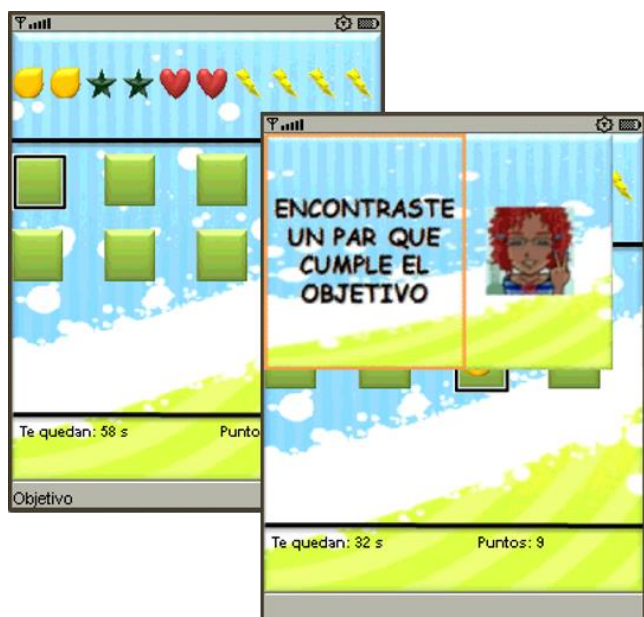 Te quedan: 58 s
Punto
Objetivo
ENCONTRASTE
UN PAR QUE
CUMPLE EL
OBJETIVO
Te quedan: 32 s
Puntos: 9